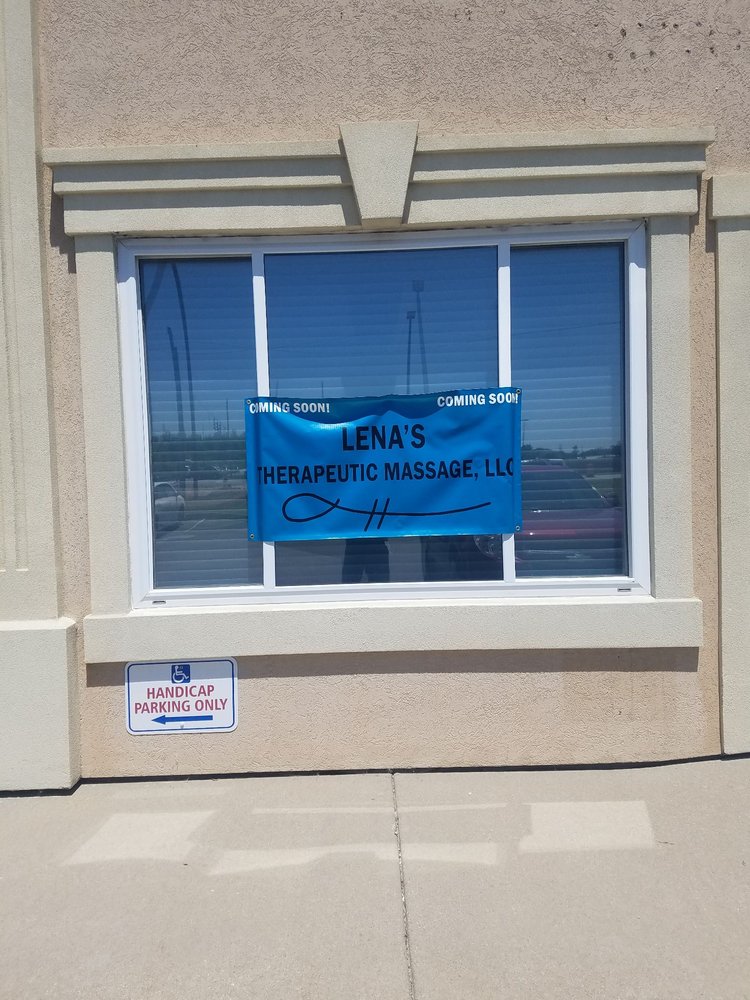 COMING SOON! COMING SOON!
LENA'S
THERAPEUTIC MASSAGE, LLC
HANDICAP
PARKING ONLY